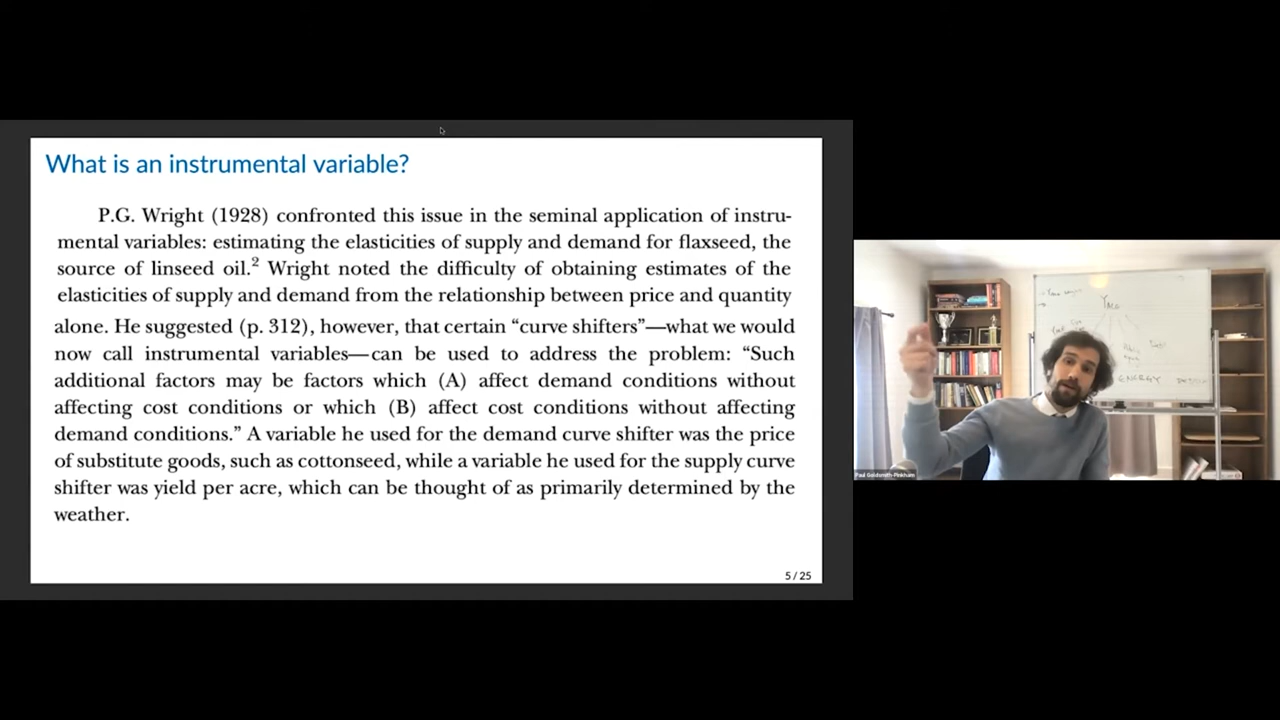 What is an instrumental variable?
P.G. Wright (1928) confronted this issue in the seminal application of instru-
mental variables: estimating the elasticities of supply and demand for flaxseed, the
source of linseed oil.² Wright noted the difficulty of obtaining estimates of the
elasticities of supply and demand from the relationship between price and quantity
alone. He suggested (p. 312), however, that certain “curve shifters”—what we would
now call instrumental variables—can be used to address the problem: “Such
additional factors may be factors which (A) affect demand conditions without
affecting cost conditions or which (B) affect cost conditions without affecting
demand conditions.” A variable he used for the demand curve shifter was the price
of substitute goods, such as cottonseed, while a variable he used for the supply curve
shifter was yield per acre, which can be thought of as primarily determined by the
weather.
5 / 25
Paul Goldsmith-Pinkham
ENERGY